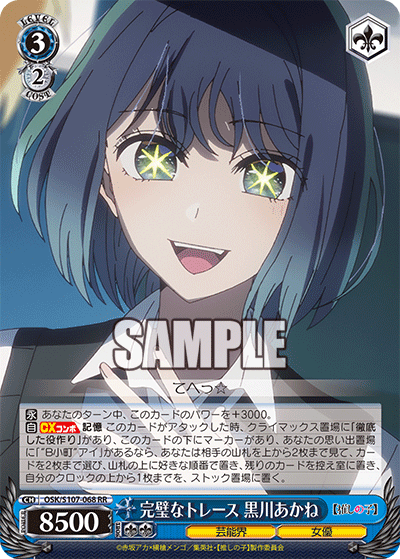 LEVEL
3
2
COST
SAMPLE
てへっ☆
永 あなたのターン中、このカードのパワーを＋3000。
自 CXコンボ 記憶 このカードがアタックした時、クライマックス置場に「徹底
した役作り」があり、このカードの下にマーカーがあり、あなたの思い出置場
に“B小町”アイ」があるなら、あなたは相手の山札を上から2枚まで見て、カー
ドを2枚まで選び、山札の上に好きな順番で置き、残りのカードを控え室に置き、
自分のクロックの上から1枚までを、ストック置場に置く。
CH OSK/S107-068 RR
8500
完璧なトレース 黒川あかね
【推しの子】
芸能界
女優
©赤坂アカ×横槍メンゴ／集英社・【推しの子】製作委員会